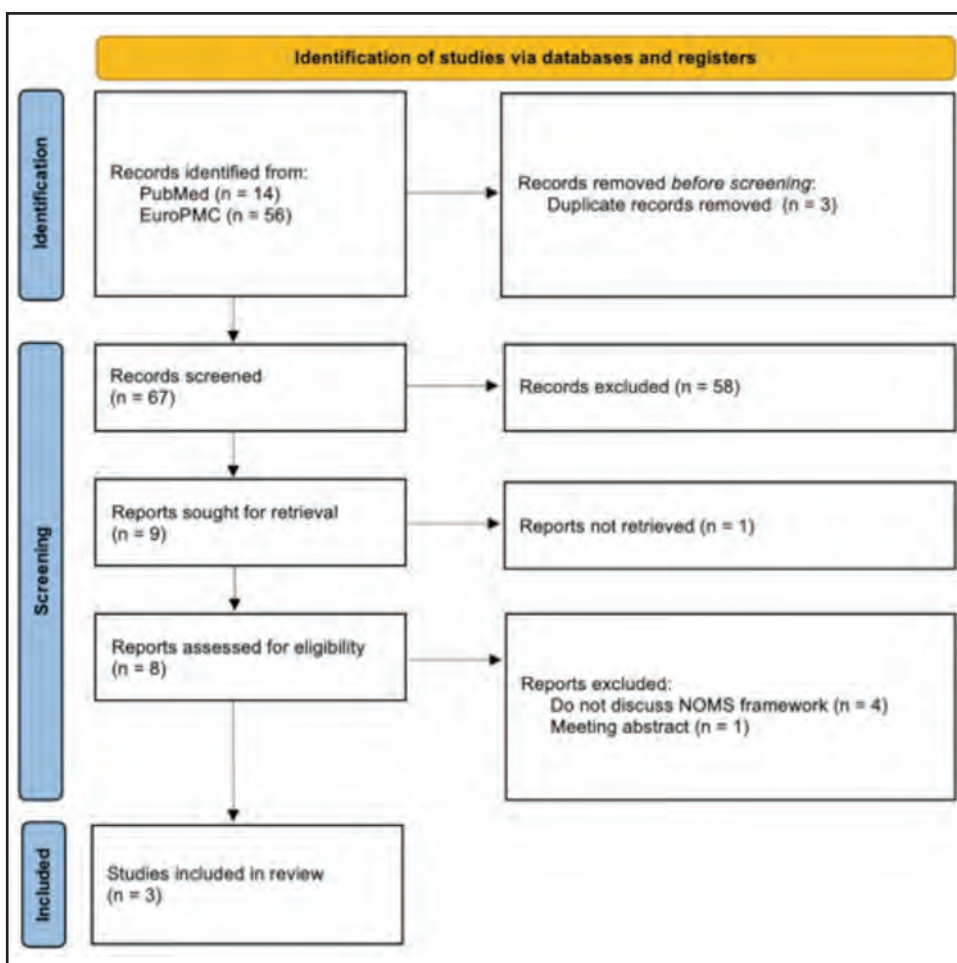 Identification of studies via databases and registers
Identification
Records identified from:
PubMed (n = 14)
EuroPMC (n = 56)
Records removed before screening:
Duplicate records removed (n = 3)
Screening
Records screened
(n = 67)
Records excluded (n = 58)
Reports sought for retrieval
(n = 9)
Reports not retrieved (n = 1)
Reports assessed for eligibility
(n = 8)
Reports excluded:
Do not discuss NOMS framework (n = 4)
Meeting abstract (n = 1)
Included
Studies included in review
(n = 3)